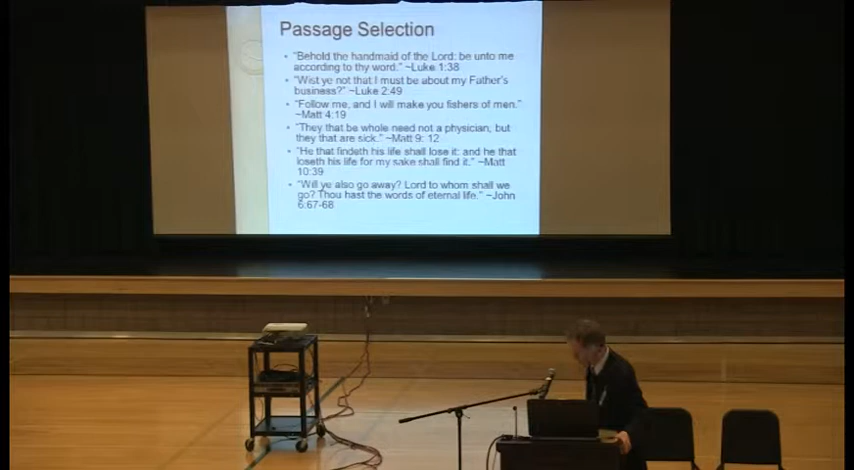 Passage Selection
• "Behold the handmaid of the Lord: be unto me
according to thy word." ~Luke 1:38
• "Wist ye not that I must be about my Father's
business?" ~Luke 2:49
• "Follow me, and I will make you fishers of men."
~Matt 4:19
• "They that be whole need not a physician, but
they that are sick." ~Matt 9: 12
• "He that findeth his life shall lose it: and he that
loseth his life for my sake shall find it." ~Matt
10:39
• "Will ye also go away? Lord to whom shall we
go? Thou hast the words of eternal life." ~John
6:67-68